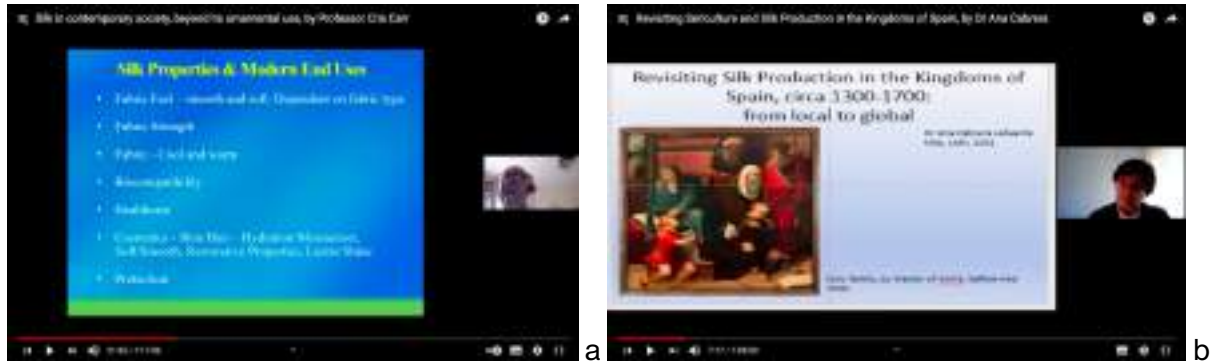 Silk in contemporary society, beyond its ornamental use, by Professor Cris Carr
Silk Properties & Modern End Uses
• Fabric Feel – smooth and soft, Dependent on fabric type
• Fabric Strength
• Fabric – Cool and warm
• Biocompatibility
• Healthcare
• Cosmetics – Skin Hair – Hydration
Soft Smooth, Restorative Properties, Lustre Shine
• Protection
a
Revisiting Sericulture and Silk Production in the Kingdoms of Spain, by Dr Ana Cabrera
Revisiting Silk Production in the Kingdoms of
Spain, circa 1300-1700:
from local to global
b